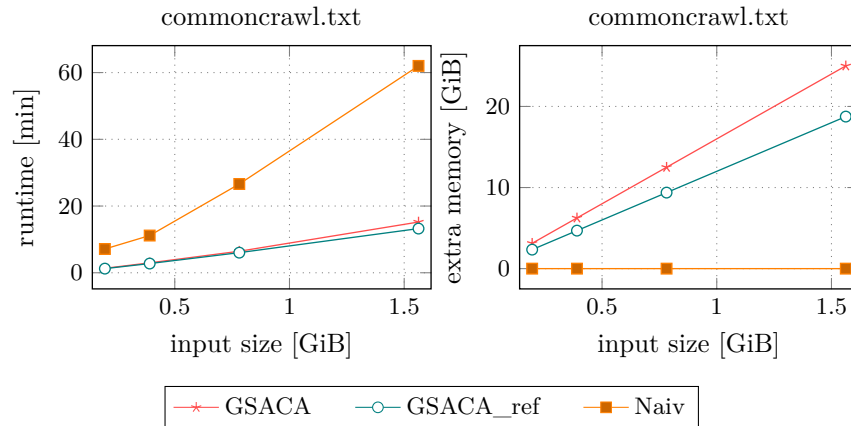 commoncrawl.txt
60
40
20
0
0.5
1
1.5
runtime [min]
input size [GiB]
commoncrawl.txt
20
10
0
0.5
1
1.5
extra memory [GiB]
input size [GiB]
GSACA GSACA_ref Naiv